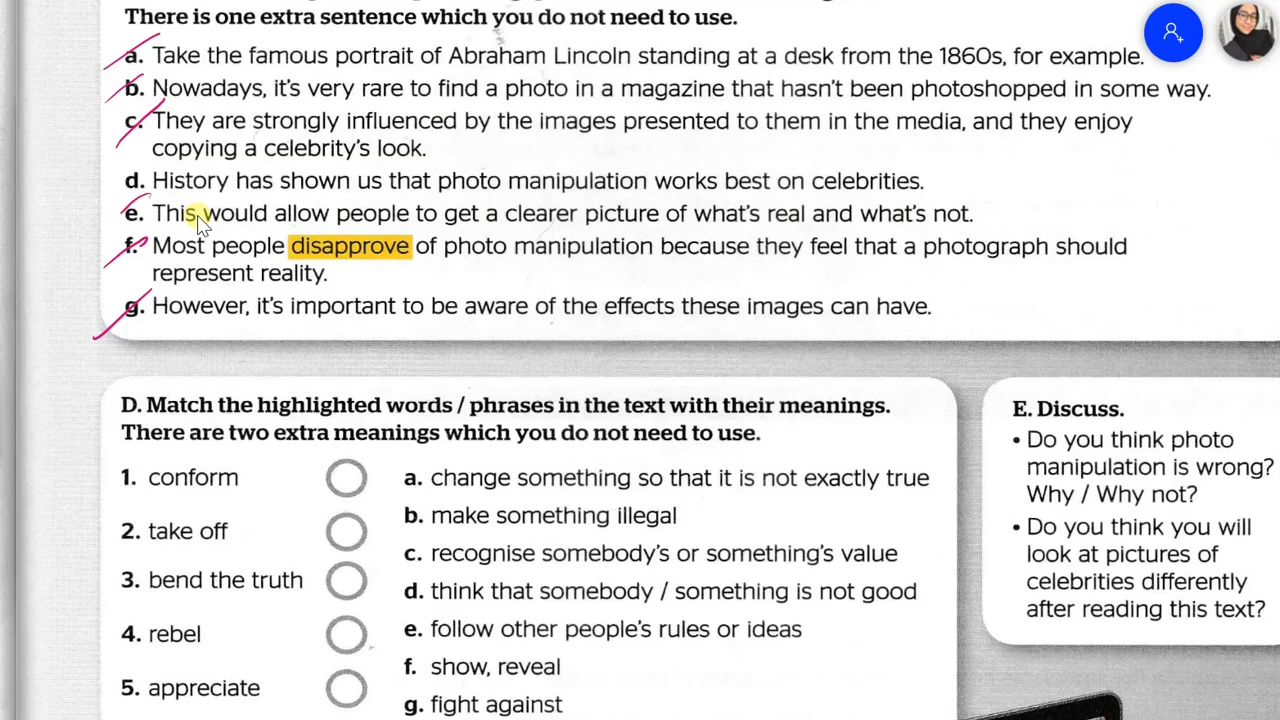 There is one extra sentence which you do not need to use.
a. Take the famous portrait of Abraham Lincoln standing at a desk from the 1860s, for example.
b. Nowadays, it's very rare to find a photo in a magazine that hasn't been photoshopped in some way.
c. They are strongly influenced by the images presented to them in the media, and they enjoy
copying a celebrity's look.
d. History has shown us that photo manipulation works best on celebrities.
e. This would allow people to get a clearer picture of what's real and what's not.
f. Most people disapprove of photo manipulation because they feel that a photograph should
represent reality.
g. However, it's important to be aware of the effects these images can have.
D. Match the highlighted words / phrases in the text with their meanings.
There are two extra meanings which you do not need to use.
1. conform
2. take off
3. bend the truth
4. rebel
5. appreciate
a. change something so that it is not exactly true
b. make something illegal
c. recognise somebody's or something's value
d. think that somebody / something is not good
e. follow other people's rules or ideas
f. show, reveal
g. fight against
E. Discuss.
• Do you think photo
manipulation is wrong?
Why / Why not?
• Do you think you will
look at pictures of
celebrities differently
after reading this text?